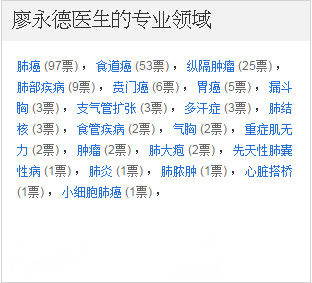 廖永德医生的专业领域
肺癌 (97票) ， 食道癌 (53票) ， 纵隔肿瘤 (25票) ，
肺部疾病 (9票) ， 贲门癌 (6票) ， 胃癌 (5票) ， 漏斗
胸 (3票) ， 支气管扩张 (3票) ， 多汗症 (3票) ， 肺结
核 (3票) ， 食管疾病 (2票) ， 气胸 (2票) ， 重症肌无
力 (2票) ， 肿瘤 (2票) ， 肺大疱 (2票) ， 先天性肺囊
性病 (1票) ， 肺炎 (1票) ， 肺脓肿 (1票) ， 心脏搭桥
(1票) ， 小细胞肺癌 (1票) ，